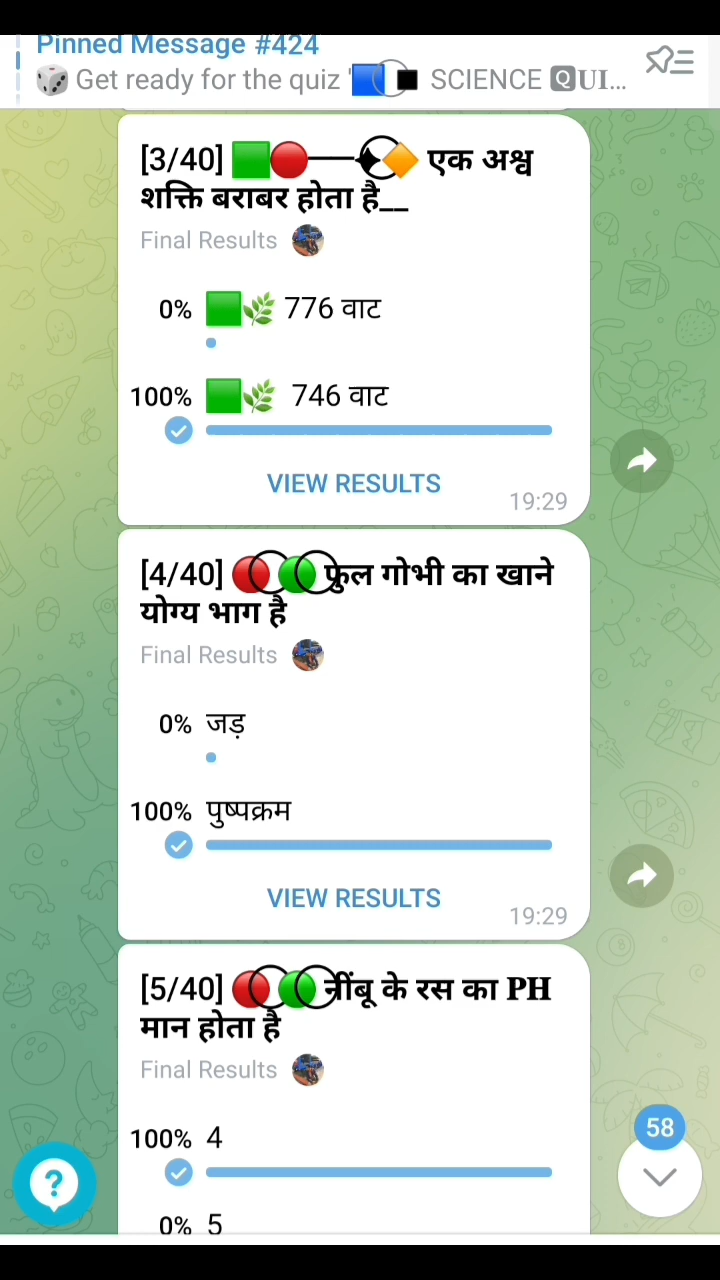 Pinned Message #424
🎲 Get ready for the quiz '🟦⬛ SCIENCE 🆀𝐔𝐈...
[3/40] 🟩🔴──✦🔶 एक अश्व
शक्ति बराबर होता है__
Final Results
0% 🟩🌿 776 वाट
100% 🟩🌿 746 वाट
VIEW RESULTS
19:29
[4/40] 🔴🟢फुल गोभी का खाने
योग्य भाग है
Final Results
0% जड़
100% पुष्पक्रम
VIEW RESULTS
19:29
[5/40] 🔴🟢नींबू के रस का 𝐏𝐇
मान होता है
Final Results
100% 4
58
0% 5